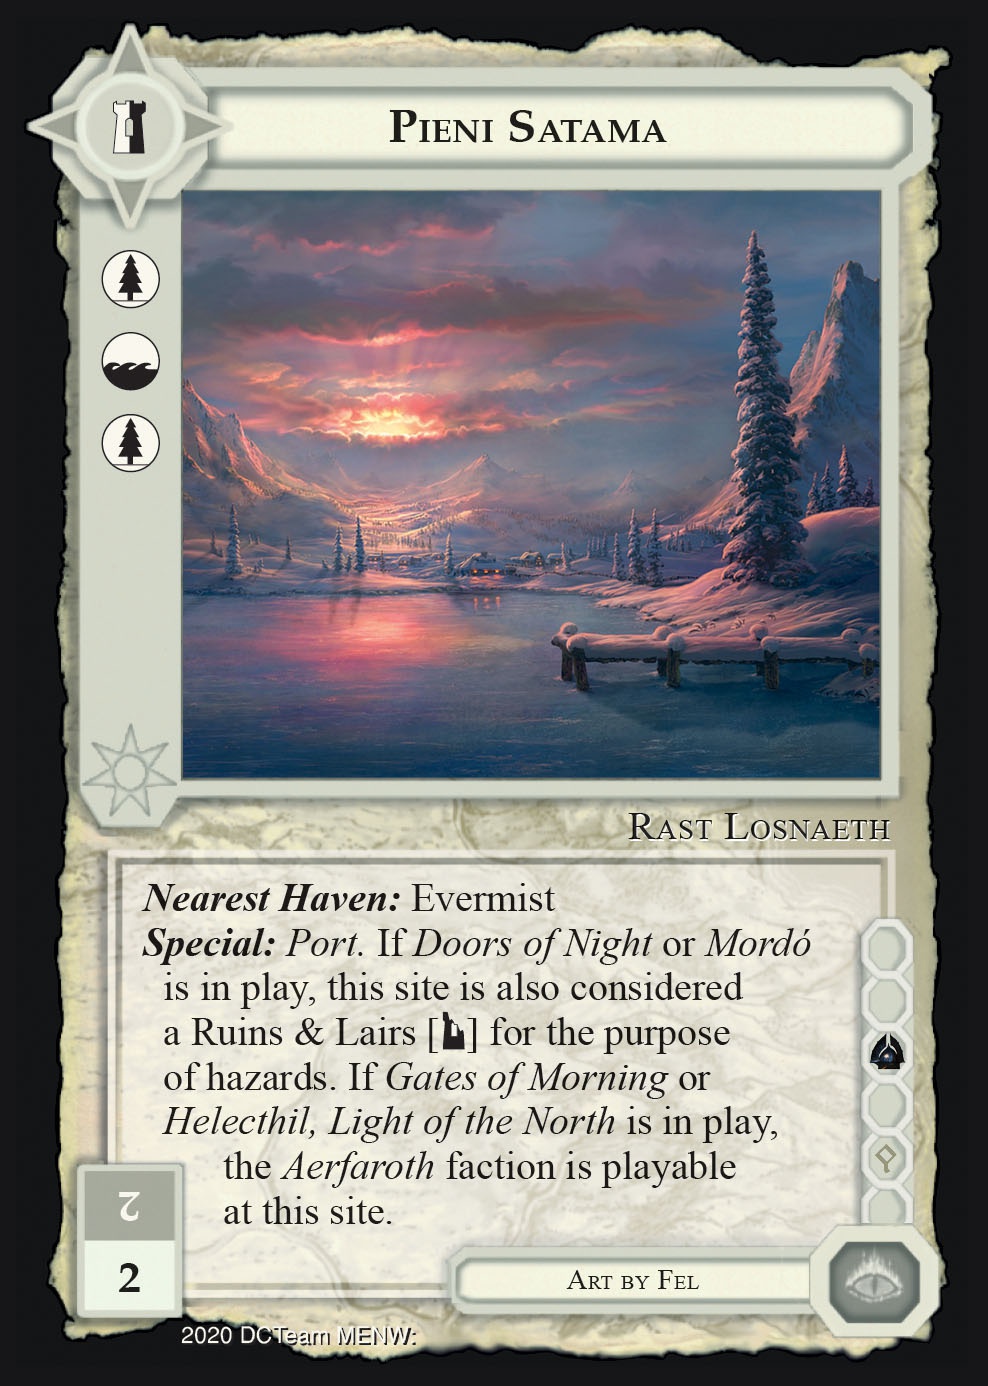 Pieni Satama
Rast Losnaeth
Nearest Haven: Evermist
Special: Port. If Doors of Night or Mordó
is in play, this site is also considered
a Ruins & Lairs [] for the purpose
of hazards. If Gates of Morning or
Helecthil, Light of the North is in play,
the Aerfaroth faction is playable
at this site.
2
2
Art by Fel
2020 DCTeam MENW: